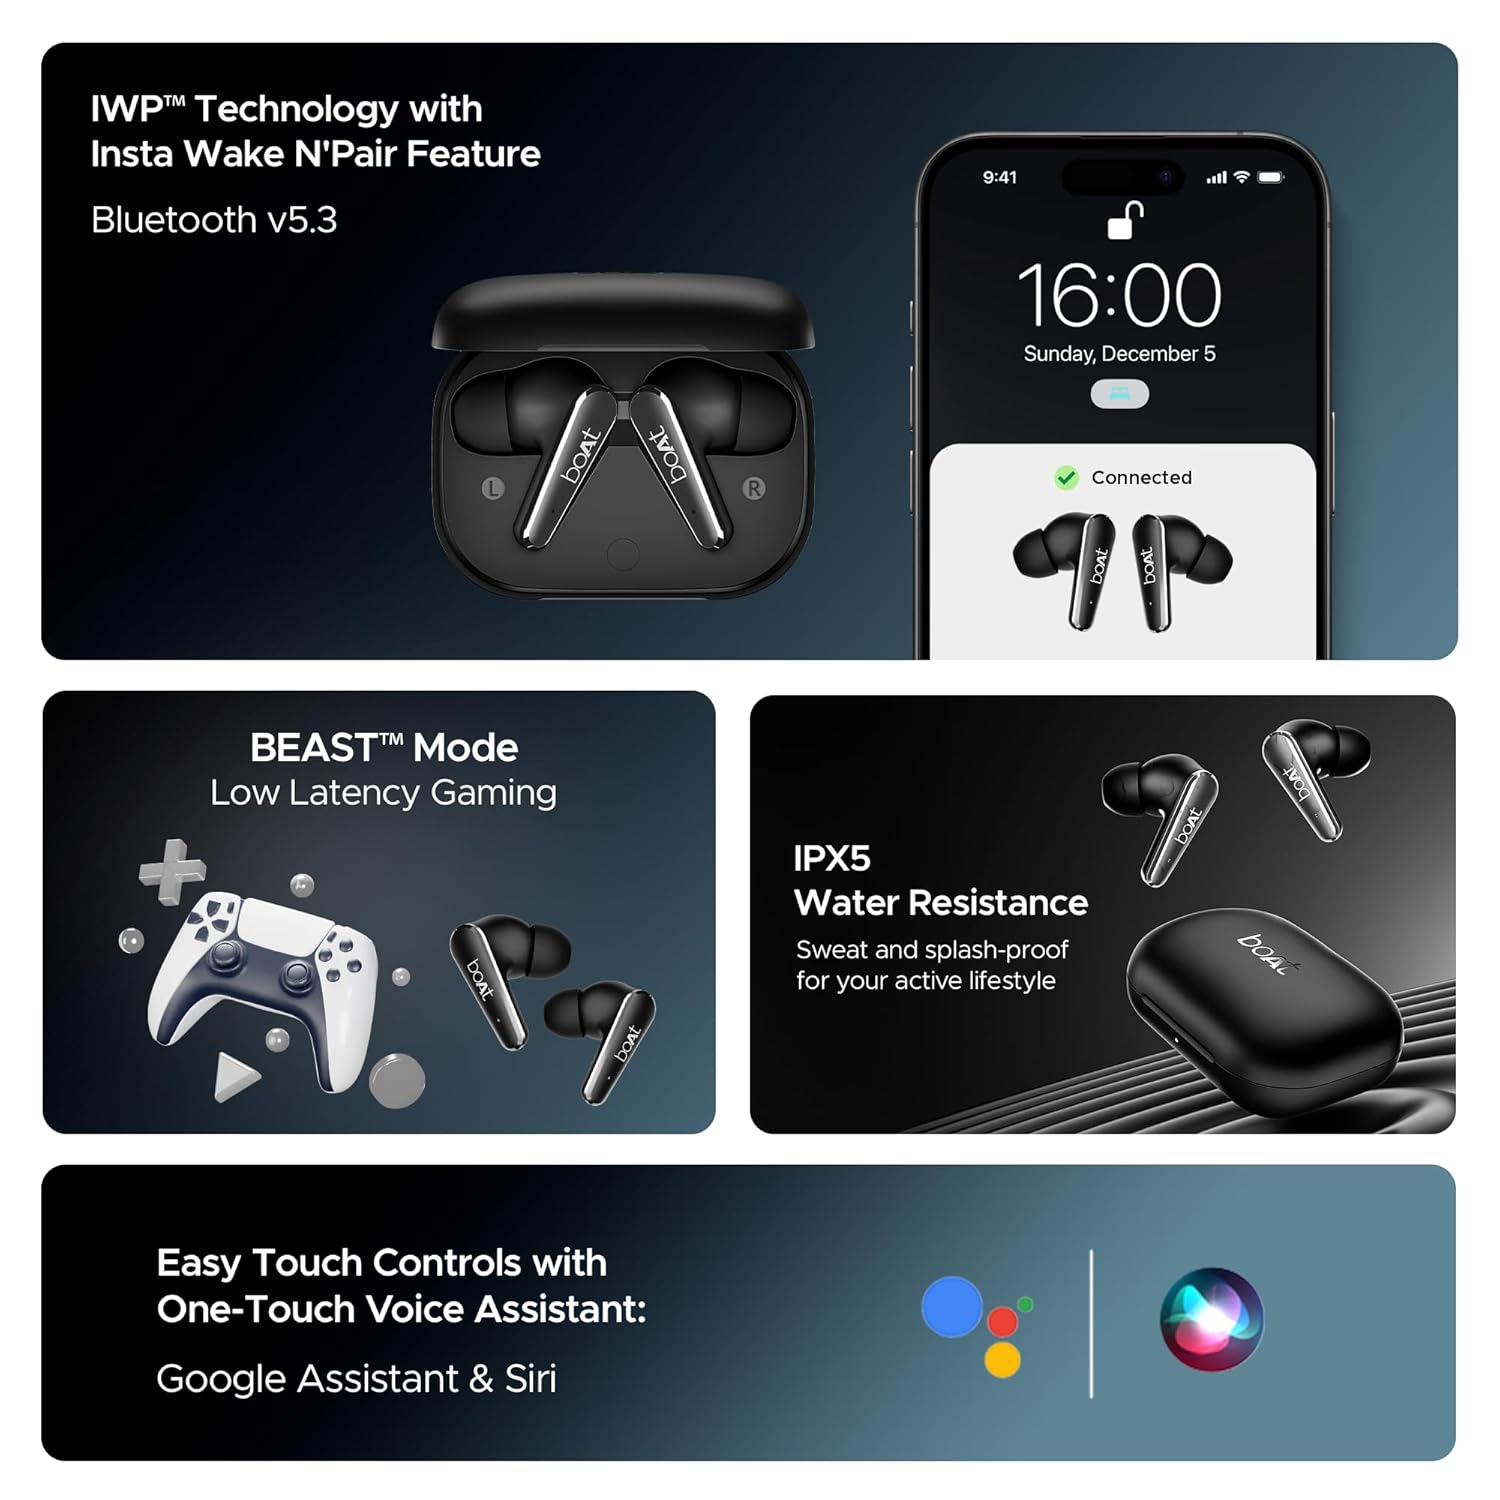 IWP™ Technology with
Insta Wake N'Pair Feature
Bluetooth v5.3
boAt
boAt
L
R
9:41
16:00
Sunday, December 5
Connected
boAt
boAt
BEAST™ Mode
Low Latency Gaming
boAt
boAt
IPX5
Water Resistance
Sweat and splash-proof
for your active lifestyle
boAt
boAt
boAt
Easy Touch Controls with
One-Touch Voice Assistant:
Google Assistant & Siri